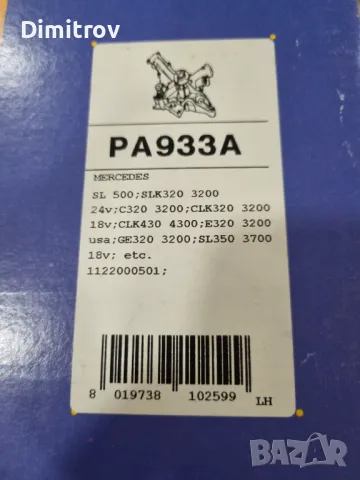 Dimitrov
PA933A
MERCEDES
SL 500;SLK320 3200
24v;C320 3200;CLK320 3200
18v;CLK430 4300;E320 3200
usa;GE320 3200;SL350 3700
18v; etc.
1122000501;
8 019738 102599 LH
BAZAR